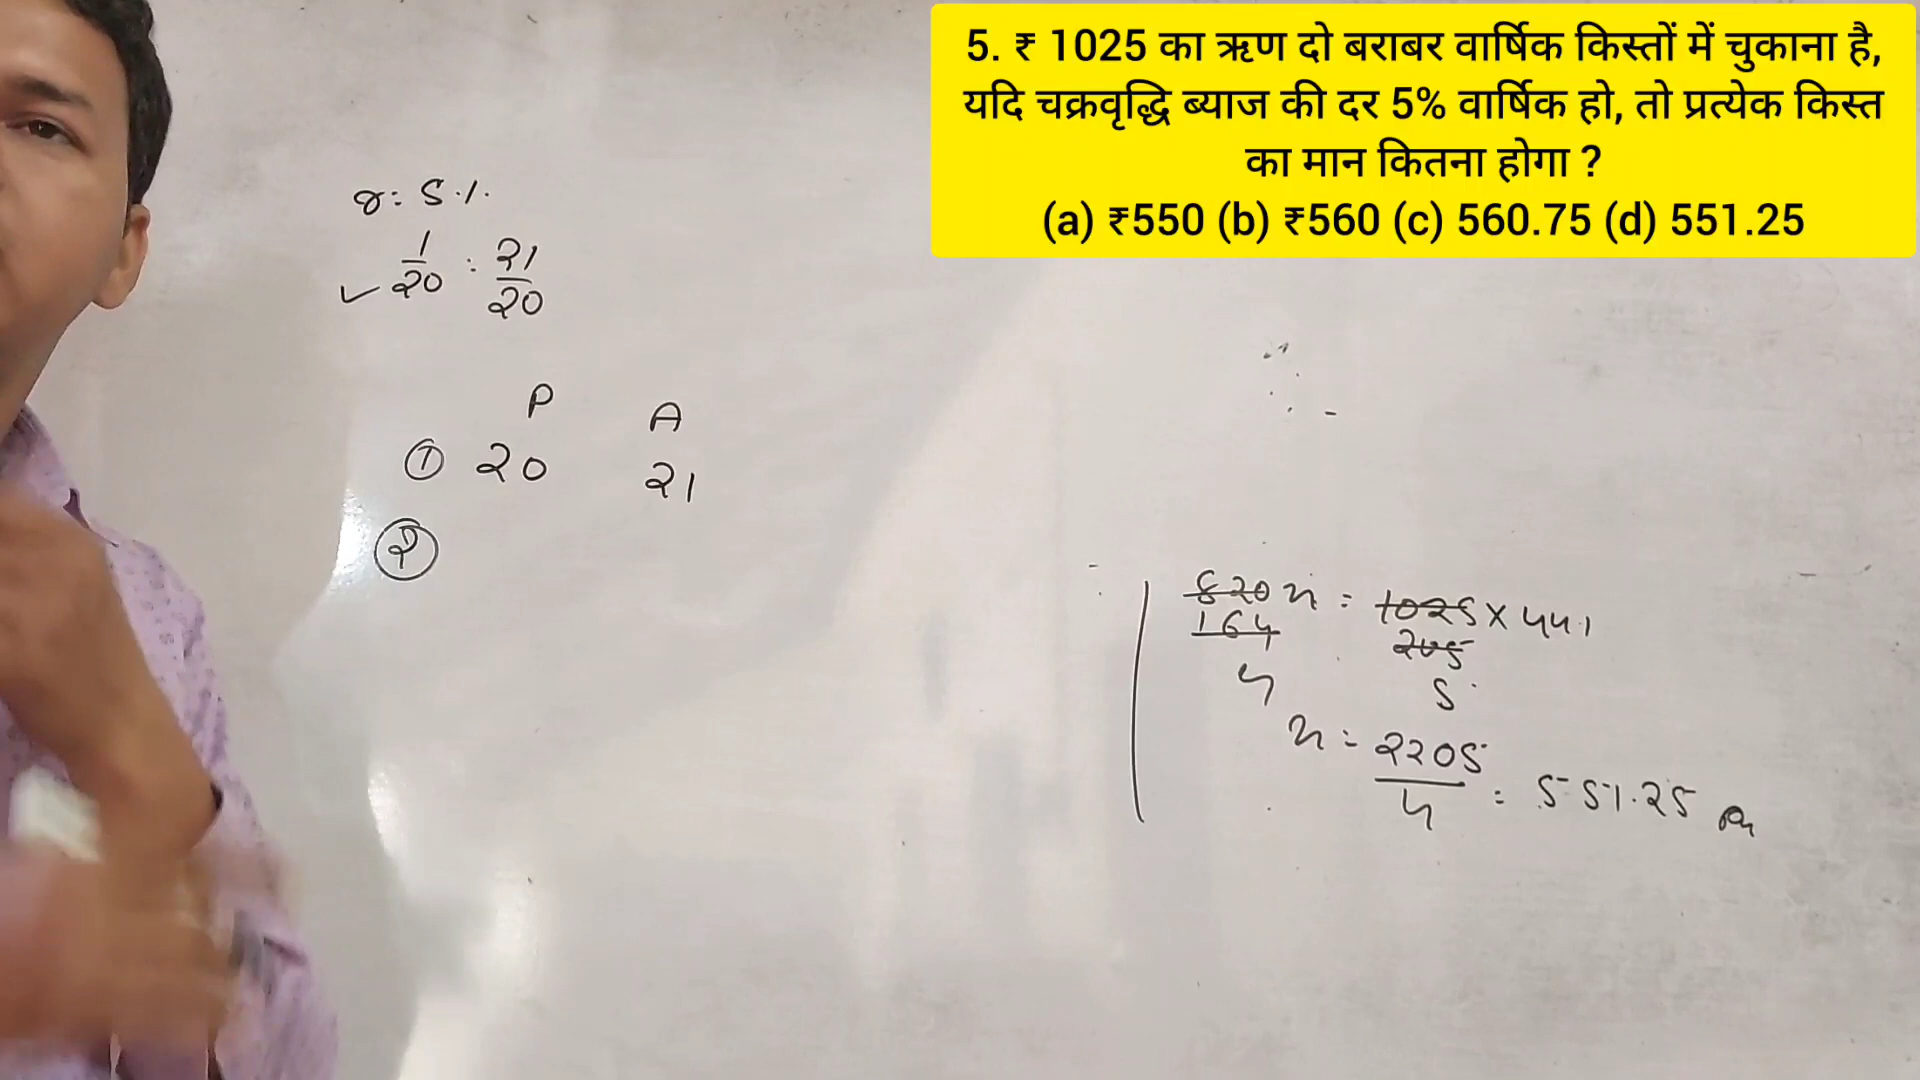 5. ₹ 1025 का ऋण दो बराबर वार्षिक किस्तों में चुकाना है,
यदि चक्रवृद्धि ब्याज की दर 5% वार्षिक हो, तो प्रत्येक किस्त
का मान कितना होगा ?
(a) ₹550 (b) ₹560 (c) 560.75 (d) 551.25
r: 5%
1/20 : 21/20
P A
① 20 21
②
820 x = 1025 × 441
164 205
4 5
x = 2205/4 = 551.25